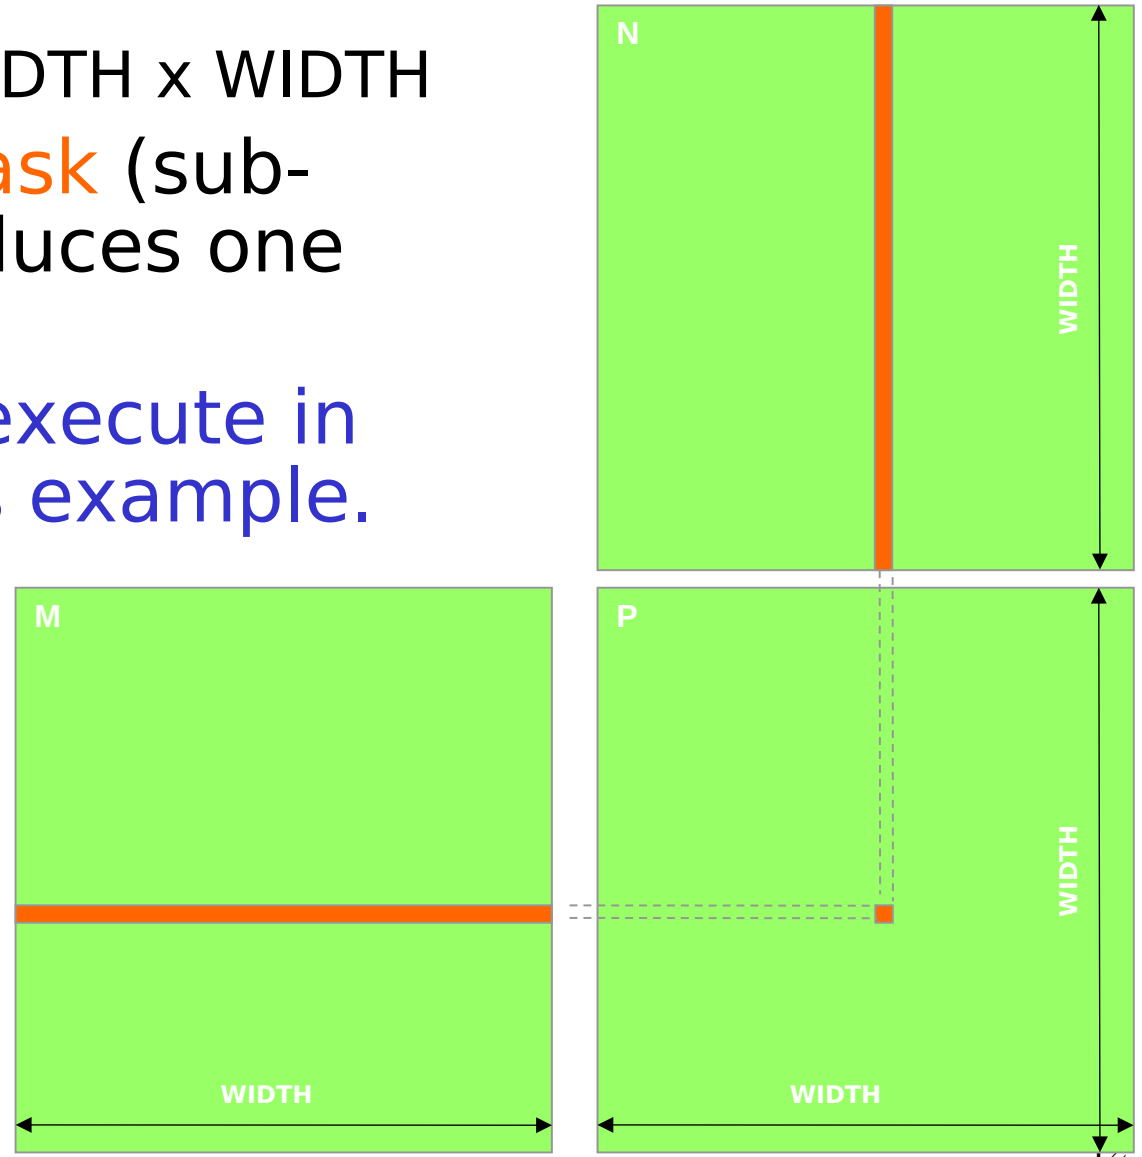 DTH x WIDTH
ask (sub-
luces one
execute in
example.
N
WIDTH
M
WIDTH
P
WIDTH
WIDTH